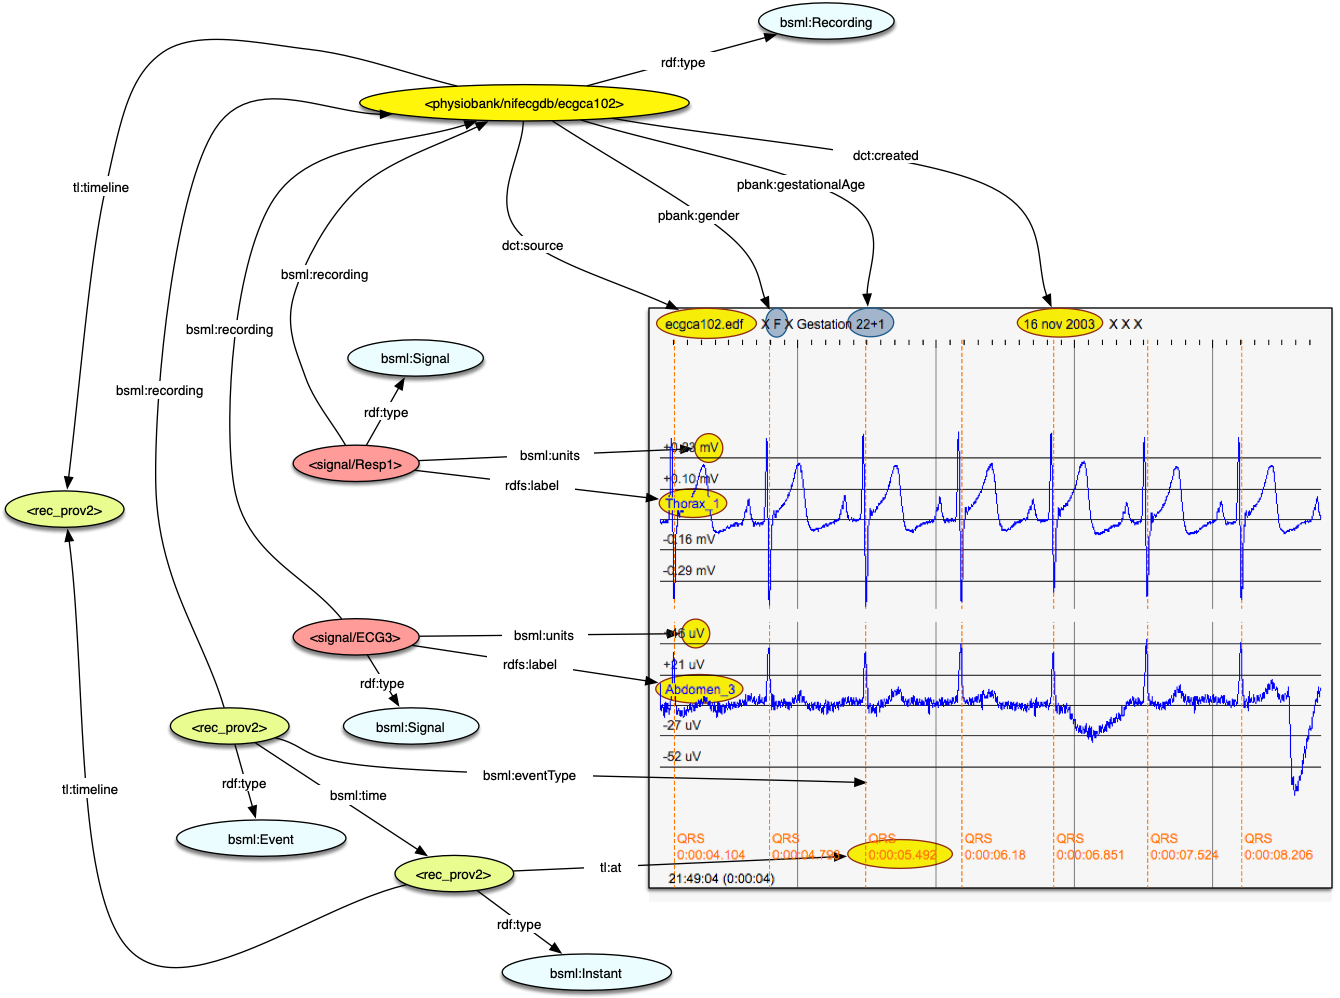 bsml:Recording
rdf:type
<physiobank/nifecgdb/ecgca102>
dct:created
tl:timeline
pbank:gestationalAge
pbank:gender
dct:source
bsml:recording
ecgca102.edf X F X Gestation 22+1 16 nov 2003 X X X
bsml:recording
bsml:Signal
bsml:recording
rdf:type
mV
bsml:units
<signal/Resp1>
+0.10 mV
rdfs:label
Thorax_1
<rec_prov2>
-0.16 mV
-0.29 mV
<signal/ECG3>
bsml:units
uV
rdfs:label
+21 uV
rdf:type
Abdomen_3
<rec_prov2>
bsml:Signal
-27 uV
-52 uV
bsml:eventType
rdf:type
tl:timeline
bsml:time
bsml:Event
QRS QRS QRS QRS QRS QRS QRS
0:00:04.104 0:00:05.492 0:00:06.18 0:00:06.851 0:00:07.524 0:00:08.206
tl:at
<rec_prov2>
21:49:04 (0:00:04)
rdf:type
bsml:Instant